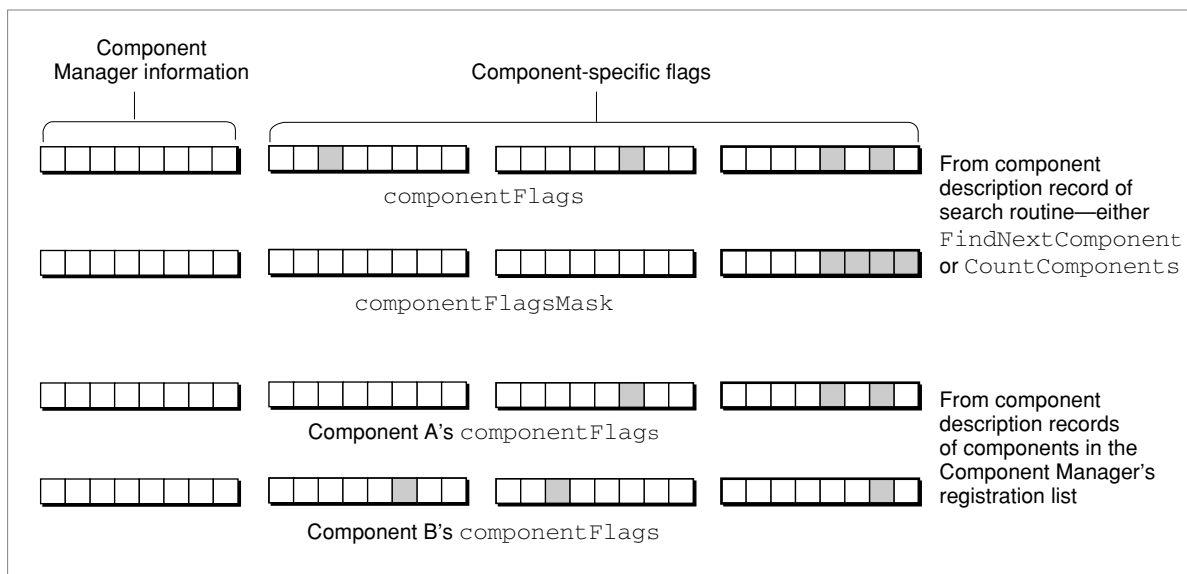 Component
Manager information
Component-specific flags
componentFlags
From component
description record of
search routine—either
FindNextComponent
or CountComponents
componentFlagsMask
Component A's componentFlags
From component
description records
of components in the
Component Manager's
registration list
Component B's componentFlags